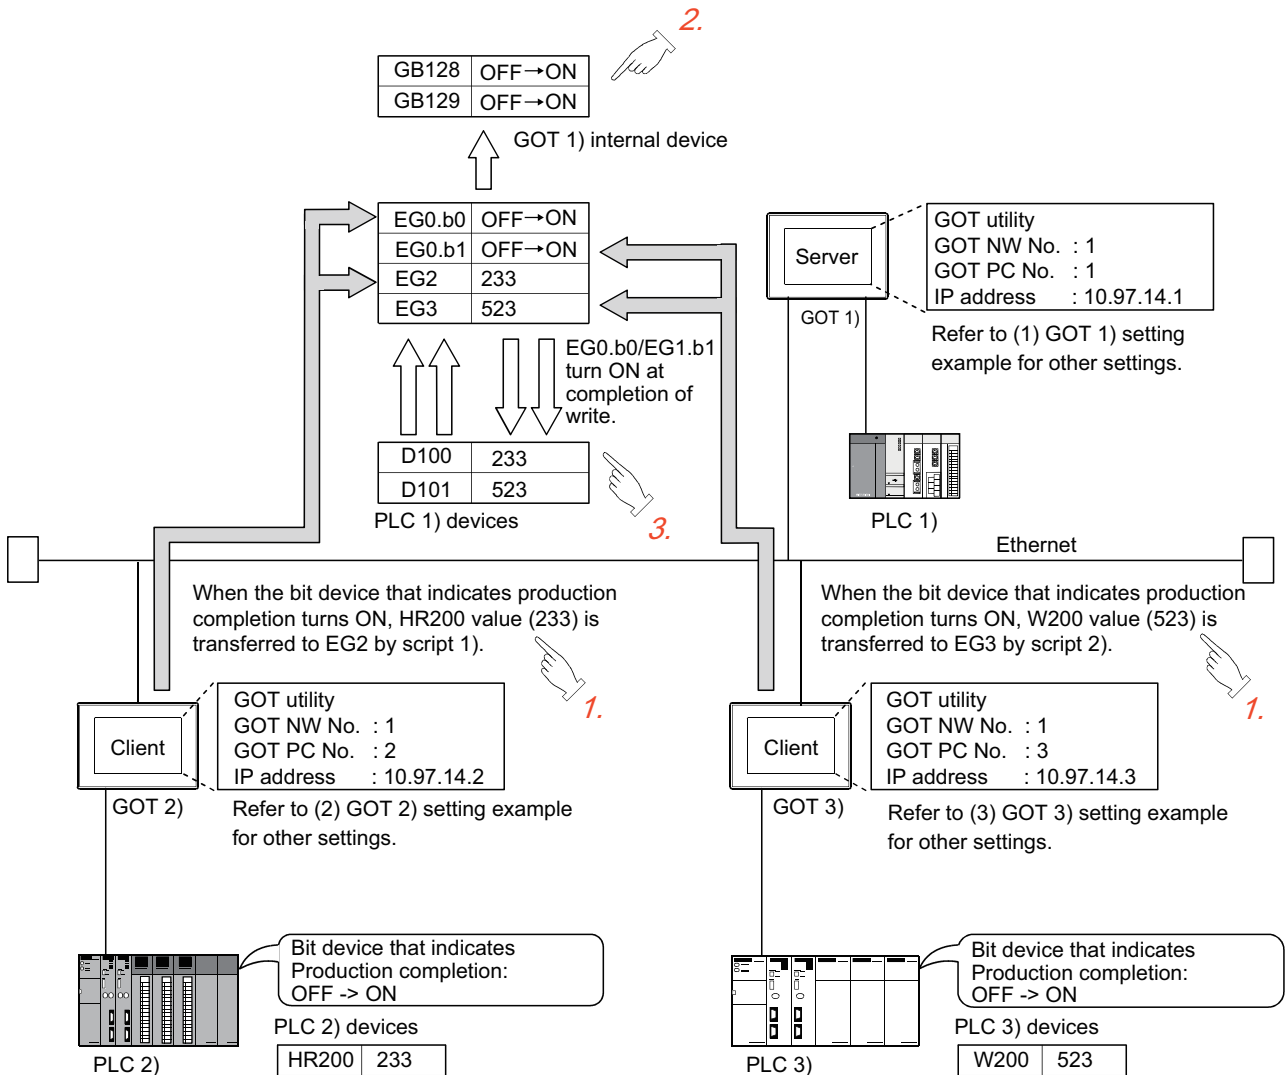 2.
GB128 OFF→ON
GB129 OFF→ON
GOT 1) internal device
EG0.b0 OFF→ON
EG0.b1 OFF→ON
EG2 233
EG3 523
Server
GOT 1)
GOT utility
GOT NW No. : 1
GOT PC No. : 1
IP address : 10.97.14.1
Refer to (1) GOT 1) setting
example for other settings.
EG0.b0/EG1.b1
turn ON at
completion of
write.
D100 233
D101 523
PLC 1) devices
3.
PLC 1)
Ethernet
When the bit device that indicates production
completion turns ON, HR200 value (233) is
transferred to EG2 by script 1).
1.
When the bit device that indicates production
completion turns ON, W200 value (523) is
transferred to EG3 by script 2).
1.
Client
GOT 2)
GOT utility
GOT NW No. : 1
GOT PC No. : 2
IP address : 10.97.14.2
Refer to (2) GOT 2) setting example
for other settings.
Client
GOT 3)
GOT utility
GOT NW No. : 1
GOT PC No. : 3
IP address : 10.97.14.3
Refer to (3) GOT 3) setting example
for other settings.
Bit device that indicates
Production completion:
OFF -> ON
PLC 2) devices
HR200 233
PLC 2)
Bit device that indicates
Production completion:
OFF -> ON
PLC 3) devices
W200 523
PLC 3)